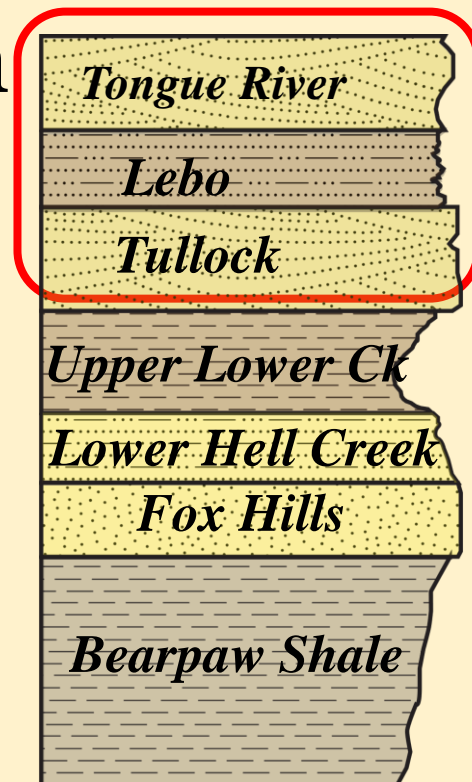 Tongue River
Lebo
Tullock
Upper Lower Ck
Lower Hell Creek
Fox Hills
Bearpaw Shale